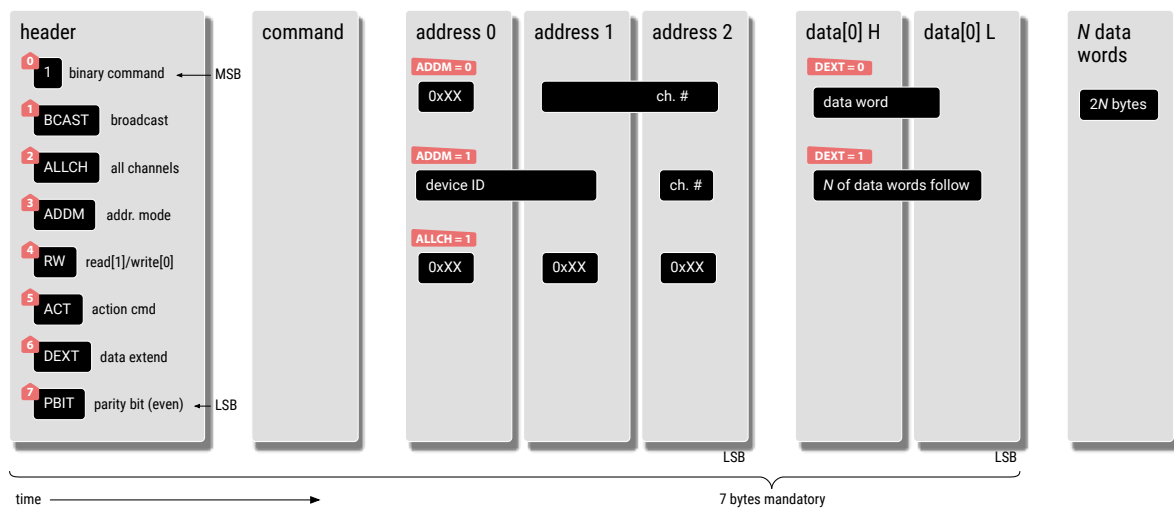 header
0
1 binary command
MSB
1
BCAST broadcast
2
ALLCH all channels
3
ADDM addr. mode
4
RW read[1]/write[0]
5
ACT action cmd
6
DEXT data extend
7
PBIT parity bit (even)
LSB
command
address 0 address 1 address 2
ADDM = 0
0xXX ch. #
ADDM = 1
device ID ch. #
ALLCH = 1
0xXX 0xXX 0xXX
LSB
data[0] H data[0] L
DEXT = 0
data word
DEXT = 1
N of data words follow
LSB
N data
words
2N bytes
time
7 bytes mandatory